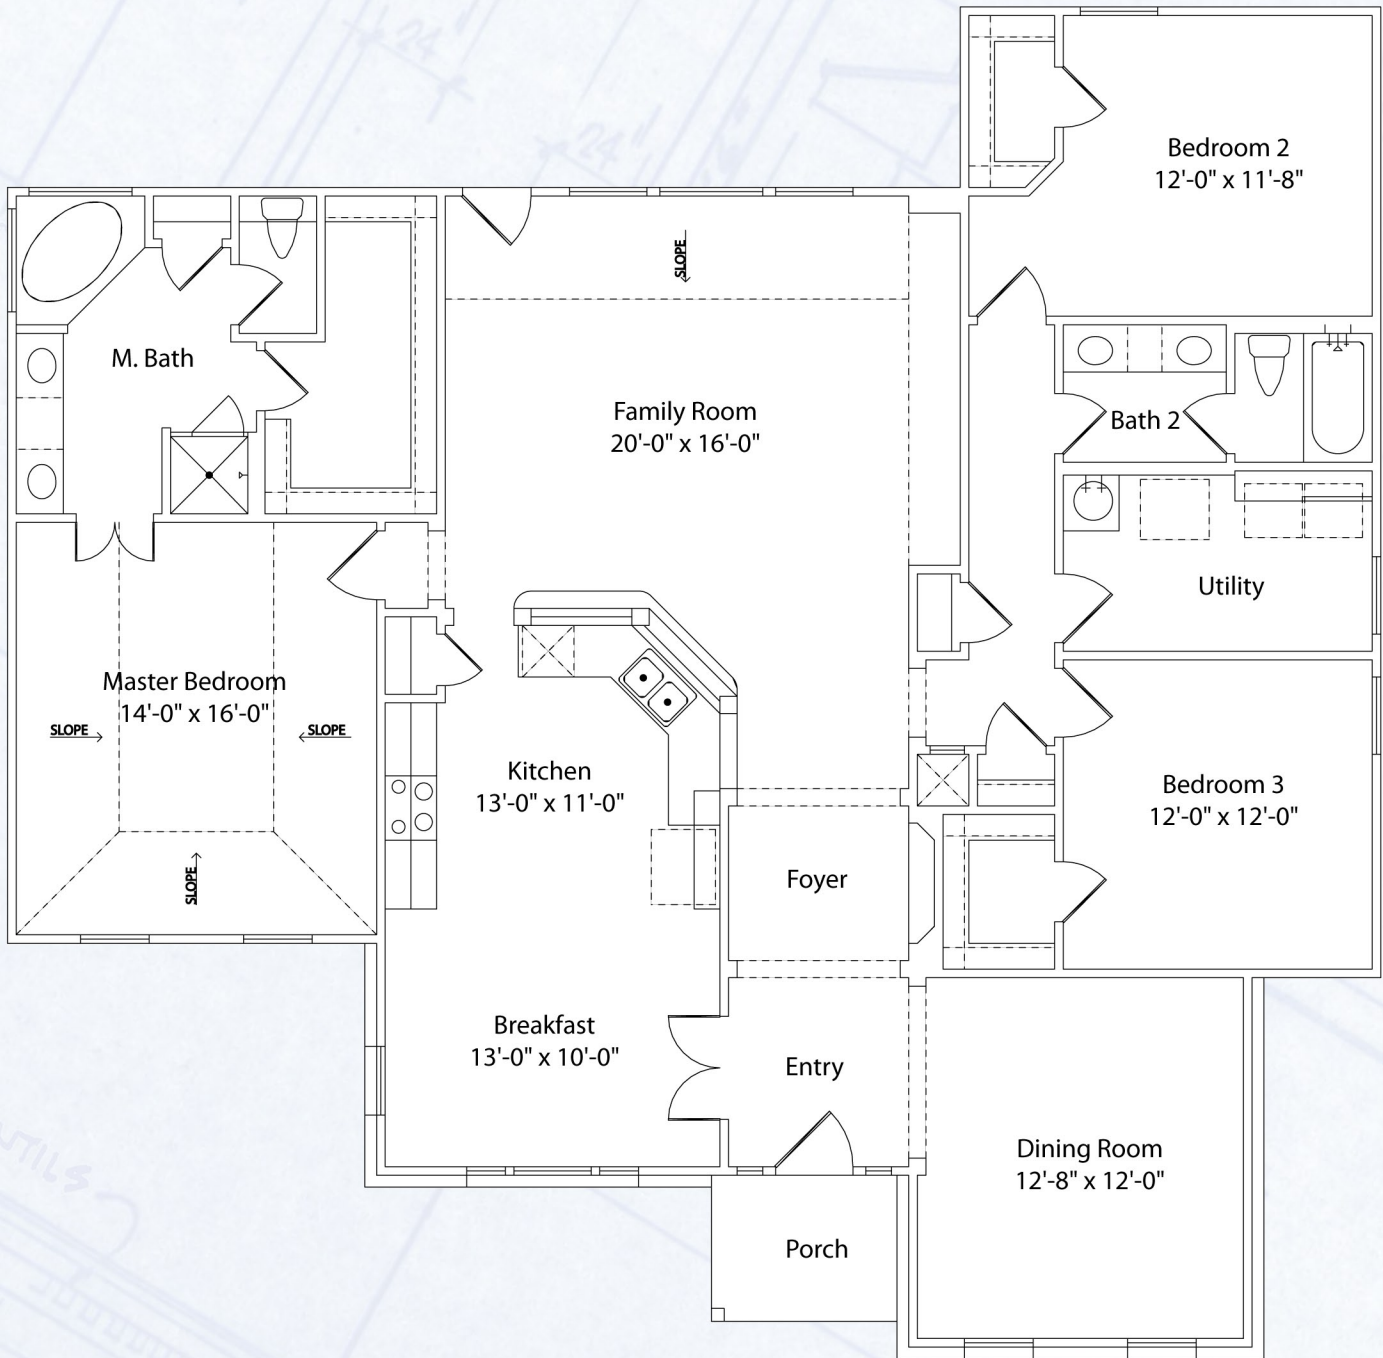 24"
24"
Bedroom 2
12'-0" x 11'-8"
SLOPE
M. Bath
Family Room
20'-0" x 16'-0"
Bath 2
Utility
Master Bedroom
14'-0" x 16'-0"
SLOPE
SLOPE
Kitchen
13'-0" x 11'-0"
Bedroom 3
12'-0" x 12'-0"
SLOPE
Foyer
Breakfast
13'-0" x 10'-0"
Entry
Dining Room
12'-8" x 12'-0"
Porch